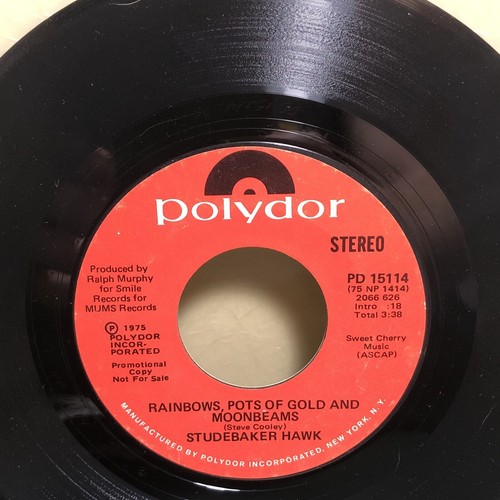 polydor
STEREO
Produced by
Ralph Murphy
for Smile
Records for
MUMS Records
PD 15114
(75 NP 1414)
2066 626
Intro :18
Total 3:38
Ⓟ 1975
POLYDOR
INCOR-
PORATED
Sweet Cherry
Music
(ASCAP)
Promotional
Copy
Not For Sale
RAINBOWS, POTS OF GOLD AND
MOONBEAMS
(Steve Cooley)
STUDEBAKER HAWK
MANUFACTURED BY POLYDOR INCORPORATED, NEW YORK, N.Y.